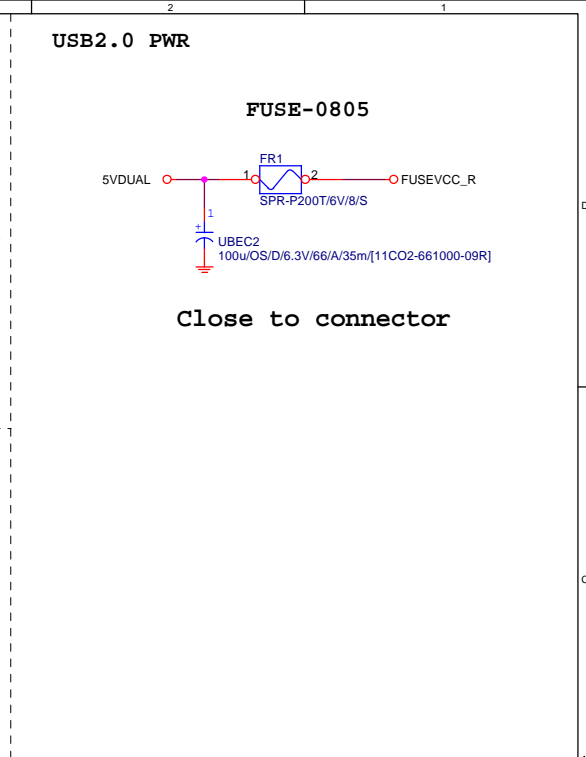 2
1
USB2.0 PWR
FUSE-0805
FR1
5VDUAL
1
2
FUSEVCC_R
SPR-P200T/6V/8/S
1
+
UBEC2
100u/OS/D/6.3V/66/A/35m/[11CO2-661000-09R]
Close to connector
D
C